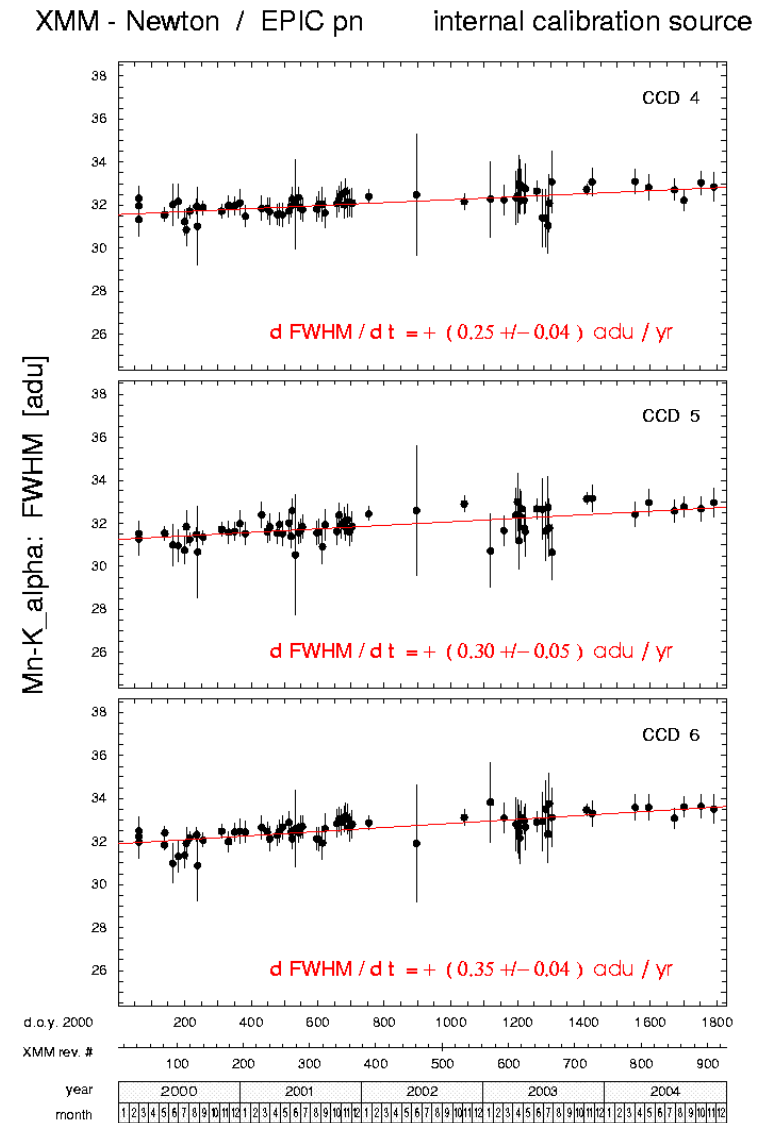 XMM - Newton / EPIC pn internal calibration source
Mn-K_alpha: FWHM [adu]
CCD 4
38
36
34
32
30
28
26
d FWHM / d t = + ( 0.25 +/- 0.04 ) adu / yr
CCD 5
38
36
34
32
30
28
26
d FWHM / d t = + ( 0.30 +/- 0.05 ) adu / yr
CCD 6
38
36
34
32
30
28
26
d FWHM / d t = + ( 0.35 +/- 0.04 ) adu / yr
d.o.y. 2000 200 400 600 800 1000 1200 1400 1600 1800
XMM rev. # 100 200 300 400 500 600 700 800 900
year 2000 2001 2002 2003 2004
month 1 2 3 4 5 6 7 8 9 10 11 12 1 2 3 4 5 6 7 8 9 10 11 12 1 2 3 4 5 6 7 8 9 10 11 12 1 2 3 4 5 6 7 8 9 10 11 12 1 2 3 4 5 6 7 8 9 10 11 12